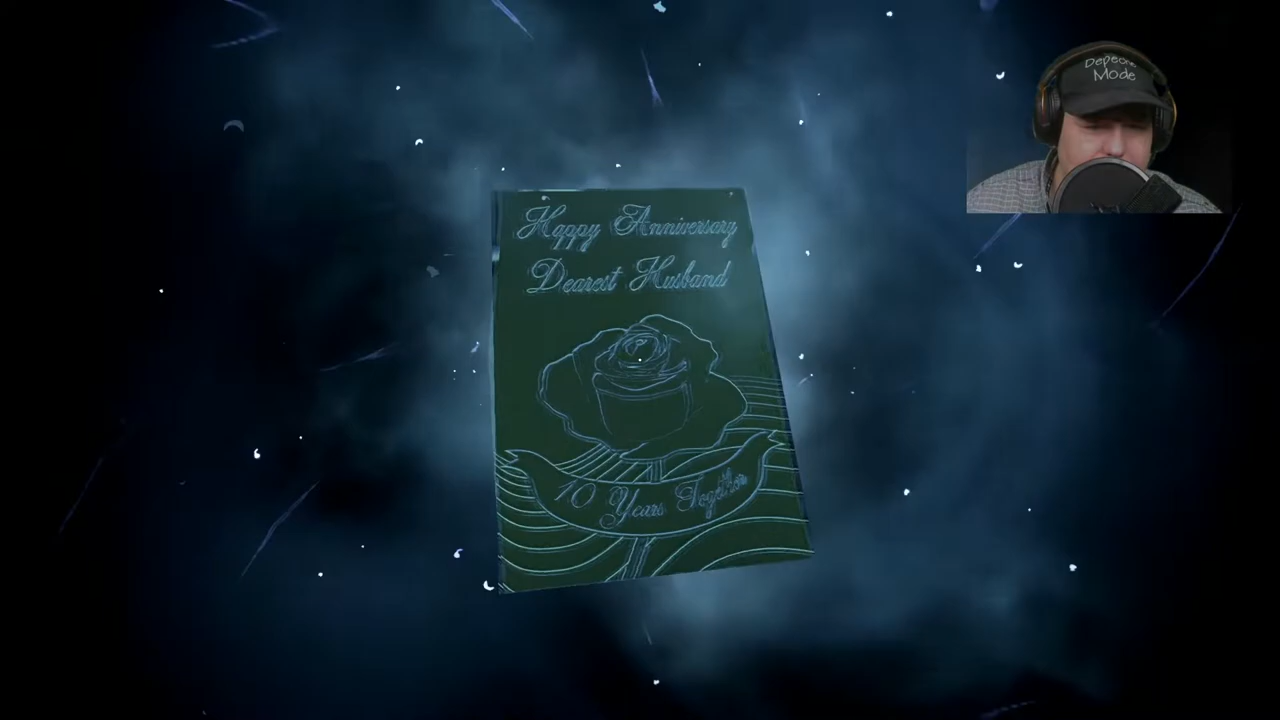 Depeche
Mode
Happy Anniversary
Dearest Husband
10 Years Together